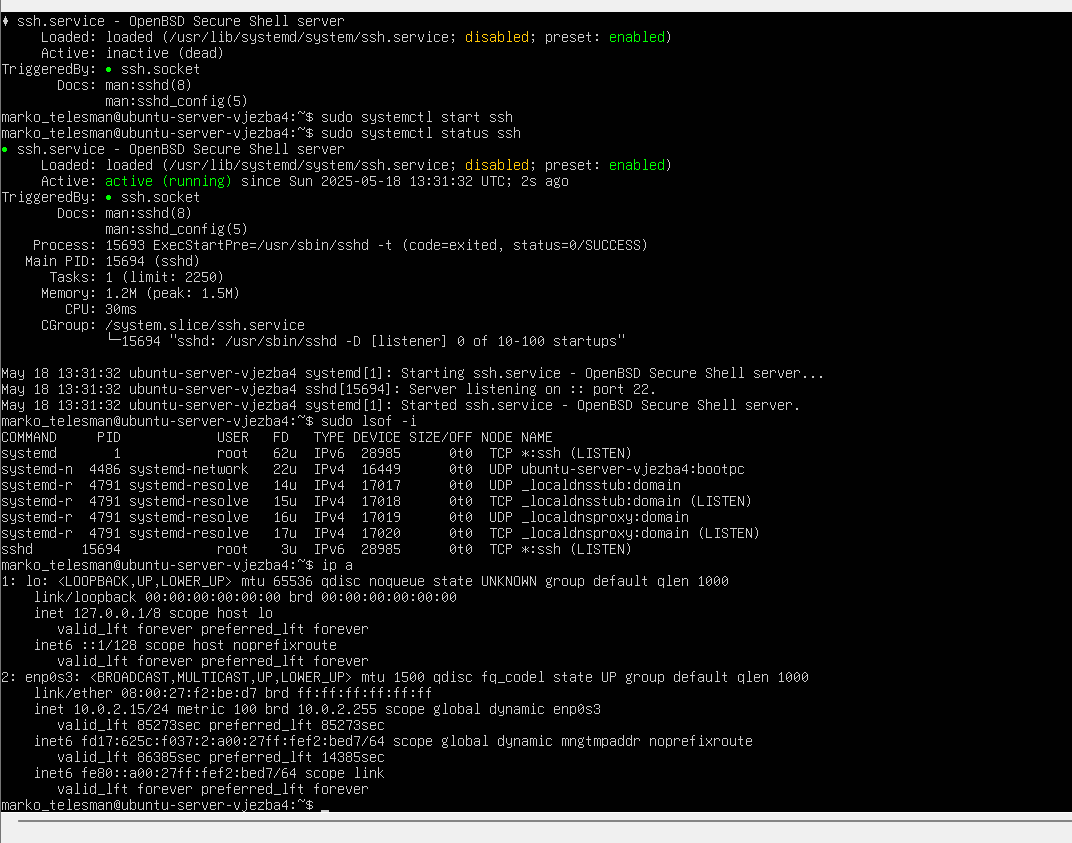 ♦ ssh.service - OpenBSD Secure Shell server
     Loaded: loaded (/usr/lib/systemd/system/ssh.service; disabled; preset: enabled)
     Active: inactive (dead)
TriggeredBy: ● ssh.socket
       Docs: man:sshd(8)
             man:sshd_config(5)
marko_telesman@ubuntu-server-vjezba4:~$ sudo systemctl start ssh
marko_telesman@ubuntu-server-vjezba4:~$ sudo systemctl status ssh
● ssh.service - OpenBSD Secure Shell server
     Loaded: loaded (/usr/lib/systemd/system/ssh.service; disabled; preset: enabled)
     Active: active (running) since Sun 2025-05-18 13:31:32 UTC; 2s ago
TriggeredBy: ● ssh.socket
       Docs: man:sshd(8)
             man:sshd_config(5)
    Process: 15693 ExecStartPre=/usr/sbin/sshd -t (code=exited, status=0/SUCCESS)
   Main PID: 15694 (sshd)
      Tasks: 1 (limit: 2250)
     Memory: 1.2M (peak: 1.5M)
        CPU: 30ms
     CGroup: /system.slice/ssh.service
             └─15694 "sshd: /usr/sbin/sshd -D [listener] 0 of 10-100 startups"
May 18 13:31:32 ubuntu-server-vjezba4 systemd[1]: Starting ssh.service - OpenBSD Secure Shell server...
May 18 13:31:32 ubuntu-server-vjezba4 sshd[15694]: Server listening on :: port 22.
May 18 13:31:32 ubuntu-server-vjezba4 systemd[1]: Started ssh.service - OpenBSD Secure Shell server.
marko_telesman@ubuntu-server-vjezba4:~$ sudo lsof -i
COMMAND     PID            USER   FD   TYPE DEVICE SIZE/OFF NODE NAME
systemd       1            root   62u  IPv6  28985      0t0  TCP *:ssh (LISTEN)
systemd-n  4486 systemd-network   22u  IPv4  16449      0t0  UDP ubuntu-server-vjezba4:bootpc
systemd-r  4791 systemd-resolve   14u  IPv4  17017      0t0  UDP _localdnsstub:domain
systemd-r  4791 systemd-resolve   15u  IPv4  17018      0t0  TCP _localdnsstub:domain (LISTEN)
systemd-r  4791 systemd-resolve   16u  IPv4  17019      0t0  UDP _localdnsproxy:domain
systemd-r  4791 systemd-resolve   17u  IPv4  17020      0t0  TCP _localdnsproxy:domain (LISTEN)
sshd      15694            root    3u  IPv6  28985      0t0  TCP *:ssh (LISTEN)
marko_telesman@ubuntu-server-vjezba4:~$ ip a
1: lo: <LOOPBACK,UP,LOWER_UP> mtu 65536 qdisc noqueue state UNKNOWN group default qlen 1000
    link/loopback 00:00:00:00:00:00 brd 00:00:00:00:00:00
    inet 127.0.0.1/8 scope host lo
       valid_lft forever preferred_lft forever
    inet6 ::1/128 scope host noprefixroute
       valid_lft forever preferred_lft forever
2: enp0s3: <BROADCAST,MULTICAST,UP,LOWER_UP> mtu 1500 qdisc fq_codel state UP group default qlen 1000
    link/ether 08:00:27:f2:be:d7 brd ff:ff:ff:ff:ff:ff
    inet 10.0.2.15/24 metric 100 brd 10.0.2.255 scope global dynamic enp0s3
       valid_lft 85273sec preferred_lft 85273sec
    inet6 fd17:625c:f037:2:a00:27ff:fef2:bed7/64 scope global dynamic mngtmpaddr noprefixroute
       valid_lft 86385sec preferred_lft 14385sec
    inet6 fe80::a00:27ff:fef2:bed7/64 scope link
       valid_lft forever preferred_lft forever
marko_telesman@ubuntu-server-vjezba4:~$ _